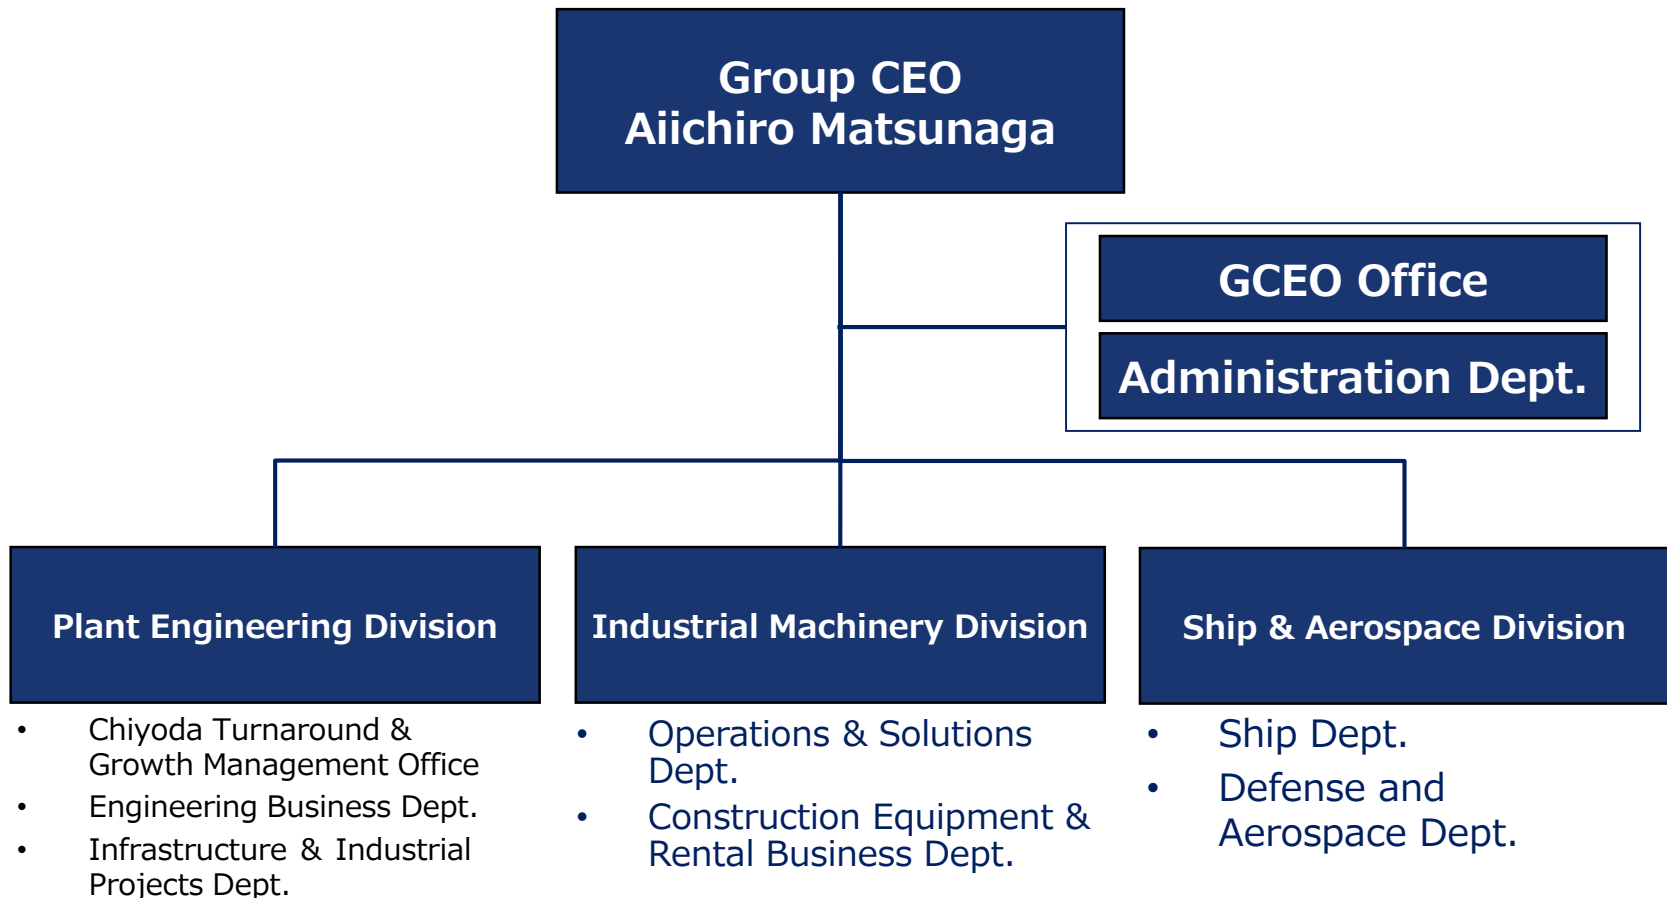 Group CEO
Aiichiro Matsunaga
GCEO Office
Administration Dept.
Plant Engineering Division
• Chiyoda Turnaround &
Growth Management Office
• Engineering Business Dept.
• Infrastructure & Industrial
Projects Dept.
Industrial Machinery Division
• Operations & Solutions
Dept.
• Construction Equipment &
Rental Business Dept.
Ship & Aerospace Division
• Ship Dept.
• Defense and
Aerospace Dept.